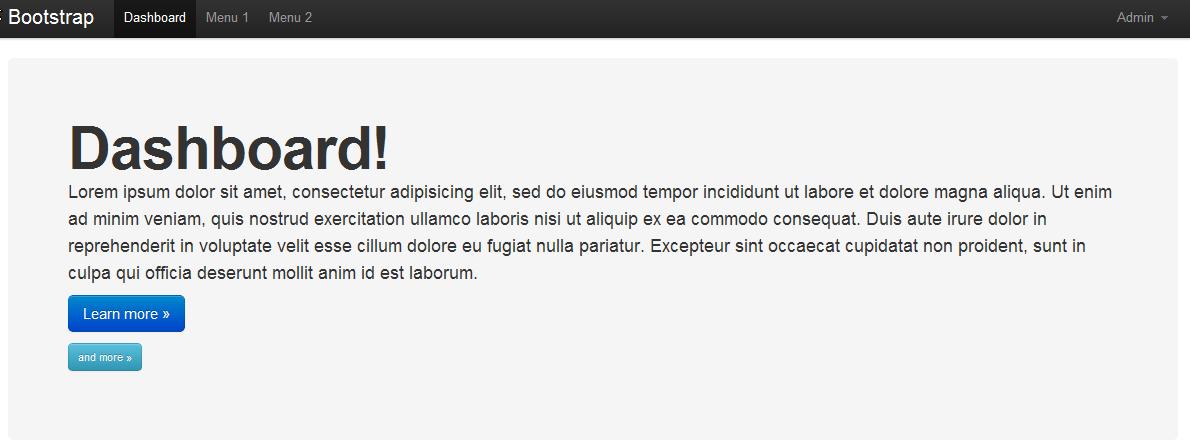 Bootstrap Dashboard Menu 1 Menu 2 Admin
Dashboard!
Lorem ipsum dolor sit amet, consectetur adipisicing elit, sed do eiusmod tempor incididunt ut labore et dolore magna aliqua. Ut enim
ad minim veniam, quis nostrud exercitation ullamco laboris nisi ut aliquip ex ea commodo consequat. Duis aute irure dolor in
reprehenderit in voluptate velit esse cillum dolore eu fugiat nulla pariatur. Excepteur sint occaecat cupidatat non proident, sunt in
culpa qui officia deserunt mollit anim id est laborum.
Learn more »
and more »